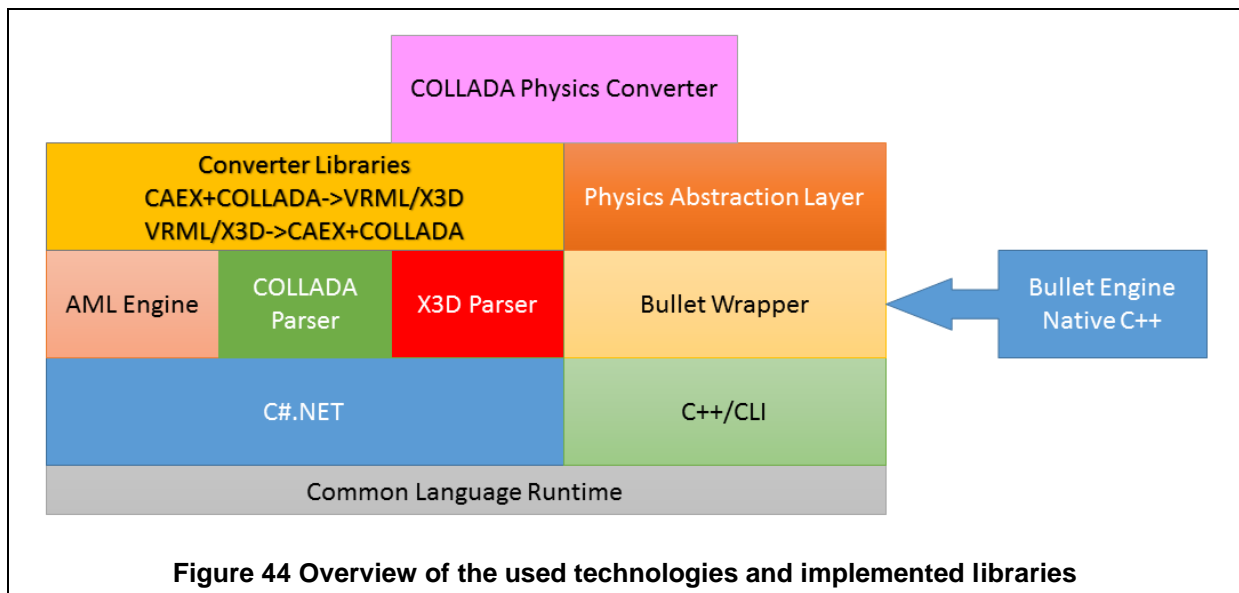 COLLADA Physics Converter
Converter Libraries
CAEX+COLLADA->VRML/X3D
VRML/X3D->CAEX+COLLADA
Physics Abstraction Layer
AML Engine
COLLADA
Parser
X3D Parser
Bullet Wrapper
Bullet Engine
Native C++
C#.NET
C++/CLI
Common Language Runtime
Figure 44 Overview of the used technologies and implemented libraries